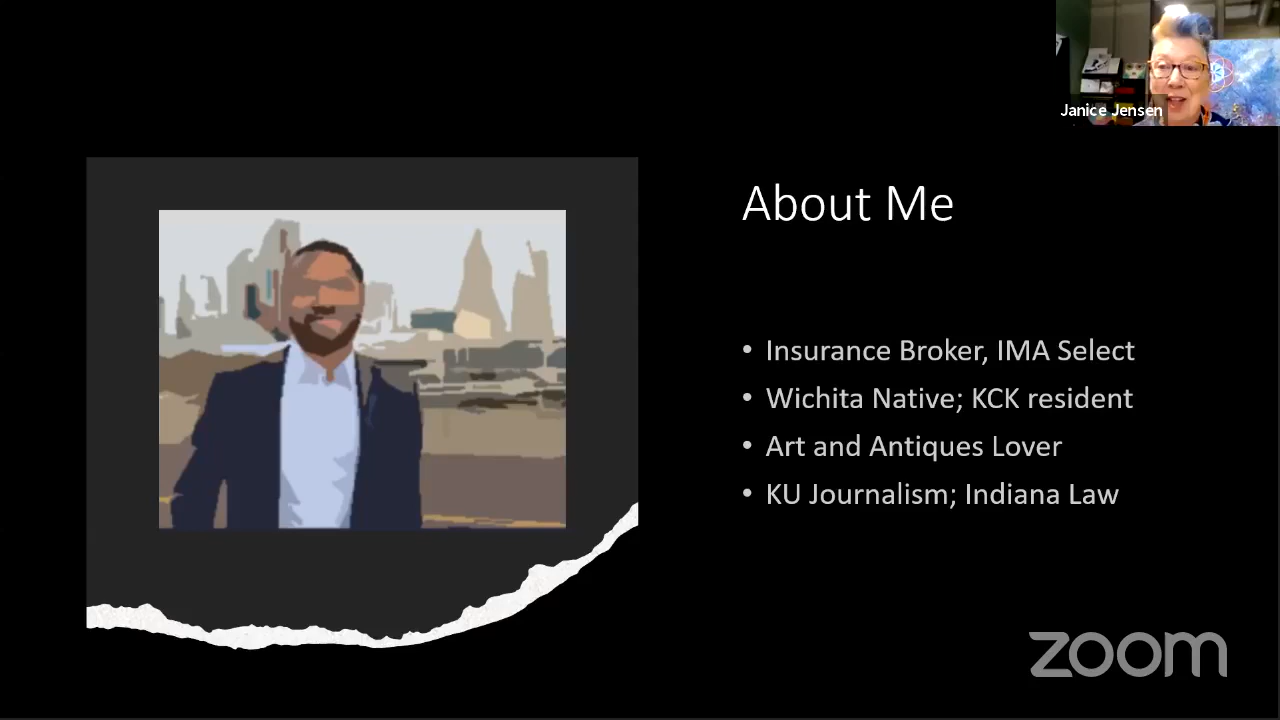 Janice Jensen
About Me
• Insurance Broker, IMA Select
• Wichita Native; KCK resident
• Art and Antiques Lover
• KU Journalism; Indiana Law
zoom